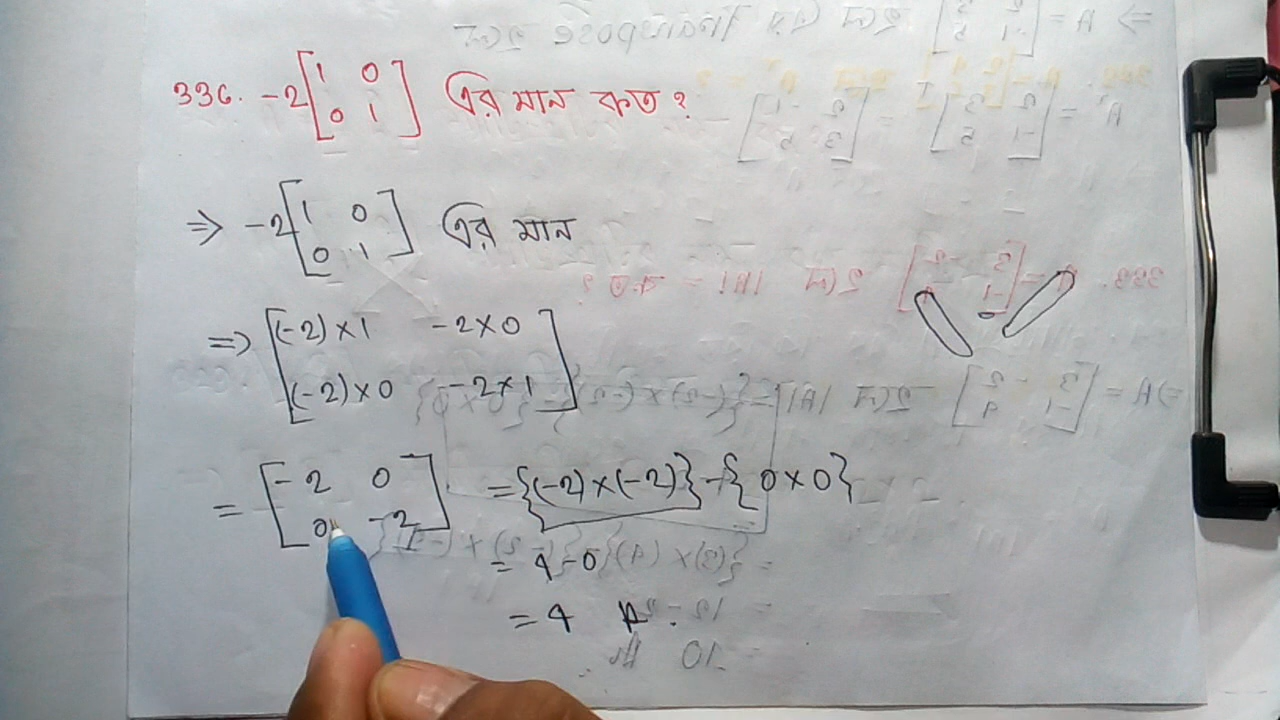 336. -2[1 0
0 1] এর মান কত?
⇒ -2[1 0
0 1] এর মান
⇒ [(-2)×1 -2×0
(-2)×0 -2×1]
= [-2 0
0 -2] = {(-2)×(-2)}-{0×0}
= 4-0
= 4